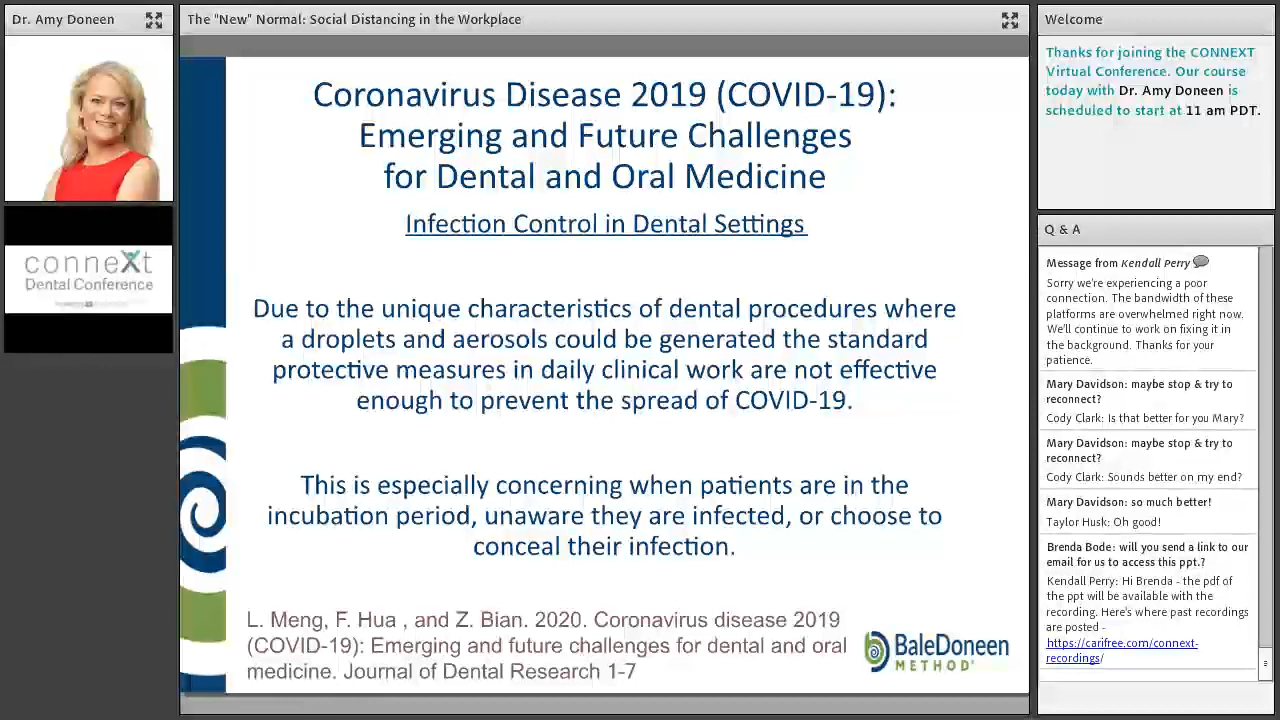 Dr. Amy Doneen
The "New" Normal: Social Distancing in the Workplace
Coronavirus Disease 2019 (COVID-19):
Emerging and Future Challenges
for Dental and Oral Medicine
Infection Control in Dental Settings
Due to the unique characteristics of dental procedures where
a droplets and aerosols could be generated the standard
protective measures in daily clinical work are not effective
enough to prevent the spread of COVID-19.
This is especially concerning when patients are in the
incubation period, unaware they are infected, or choose to
conceal their infection.
L. Meng, F. Hua , and Z. Bian. 2020. Coronavirus disease 2019
(COVID-19): Emerging and future challenges for dental and oral
medicine. Journal of Dental Research 1-7
BaleDoneen
METHOD
conneXt
Dental Conference
Welcome
Thanks for joining the CONNEXT
Virtual Conference. Our course
today with Dr. Amy Doneen is
scheduled to start at 11 am PDT.
Q & A
Message from Kendall Perry
Sorry we're experiencing a poor
connection. The bandwidth of these
platforms are overwhelmed right now.
We'll continue to work on fixing it in
the background. Thanks for your
patience.
Mary Davidson: maybe stop & try to
reconnect?
Cody Clark: Is that better for you Mary?
Mary Davidson: maybe stop & try to
reconnect?
Cody Clark: Sounds better on my end?
Mary Davidson: so much better!
Taylor Husk: Oh good!
Brenda Bode: will you send a link to our
email for us to access this ppt.?
Kendall Perry: Hi Brenda - the pdf of
the ppt will be available with the
recording. Here's where past recordings
are posted -
https://carifree.com/connext-
recordings/